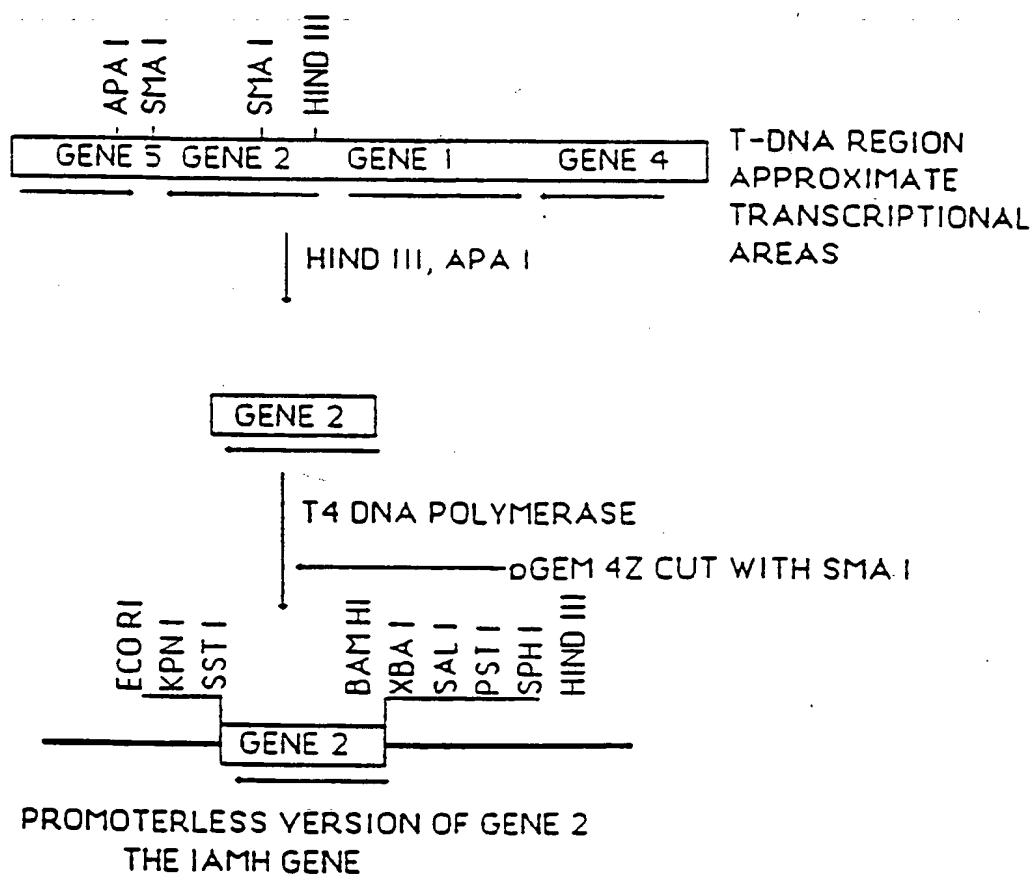 APA I
SMA I
SMA I
HIND III
GENE 5 GENE 2 GENE 1 GENE 4
T-DNA REGION
APPROXIMATE
TRANSCRIPTIONAL
AREAS
HIND III, APA I
GENE 2
T4 DNA POLYMERASE
pGEM 4Z CUT WITH SMA I
ECO RI
KPN I
SST I
BAM HI
XBA I
SAL I
PST I
SPH I
HIND III
GENE 2
PROMOTERLESS VERSION OF GENE 2
THE IAMH GENE